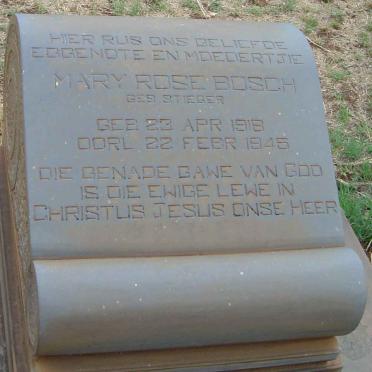 HIER RUS ONS GELIEFDE
EGGENOTE EN MOEDERTJIE
MARY ROSE BOSCH
GEB STIEGER
GEB 23 APR 1918
OORL 22 FEBR 1945
DIE GENADE GAWE VAN GOD
IS DIE EWIGE LEWE IN
CHRISTUS JESUS ONSE HEER